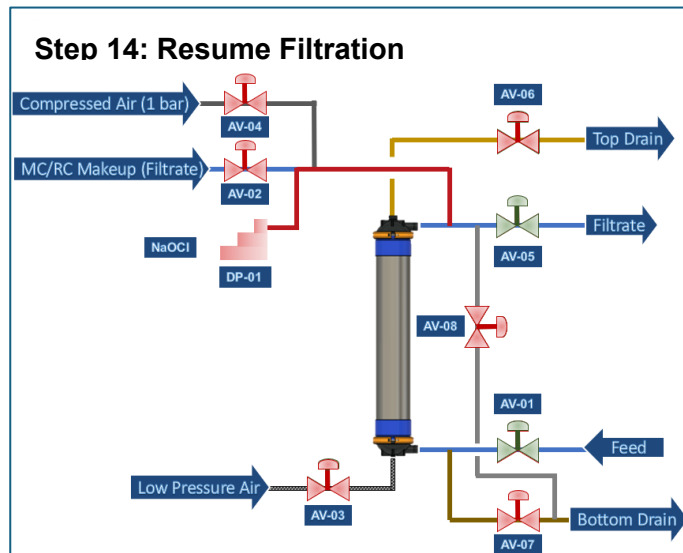 Step 14: Resume Filtration
AV-06
Compressed Air (1 bar)
Top Drain
AV-04
MC/RC Makeup (Filtrate)
AV-02
Filtrate
NaOCl
AV-05
DP-01
AV-08
AV-01
Feed
Low Pressure Air
AV-03
Bottom Drain
AV-07